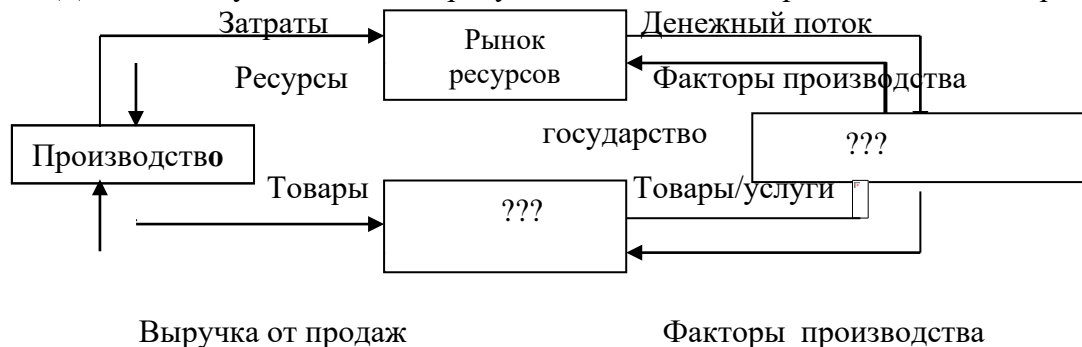 Затраты
Денежный поток
Рынок
ресурсов
Ресурсы
Факторы производства
государство
???
Производство
Товары
Товары/услуги
???
Выручка от продаж
Факторы производства